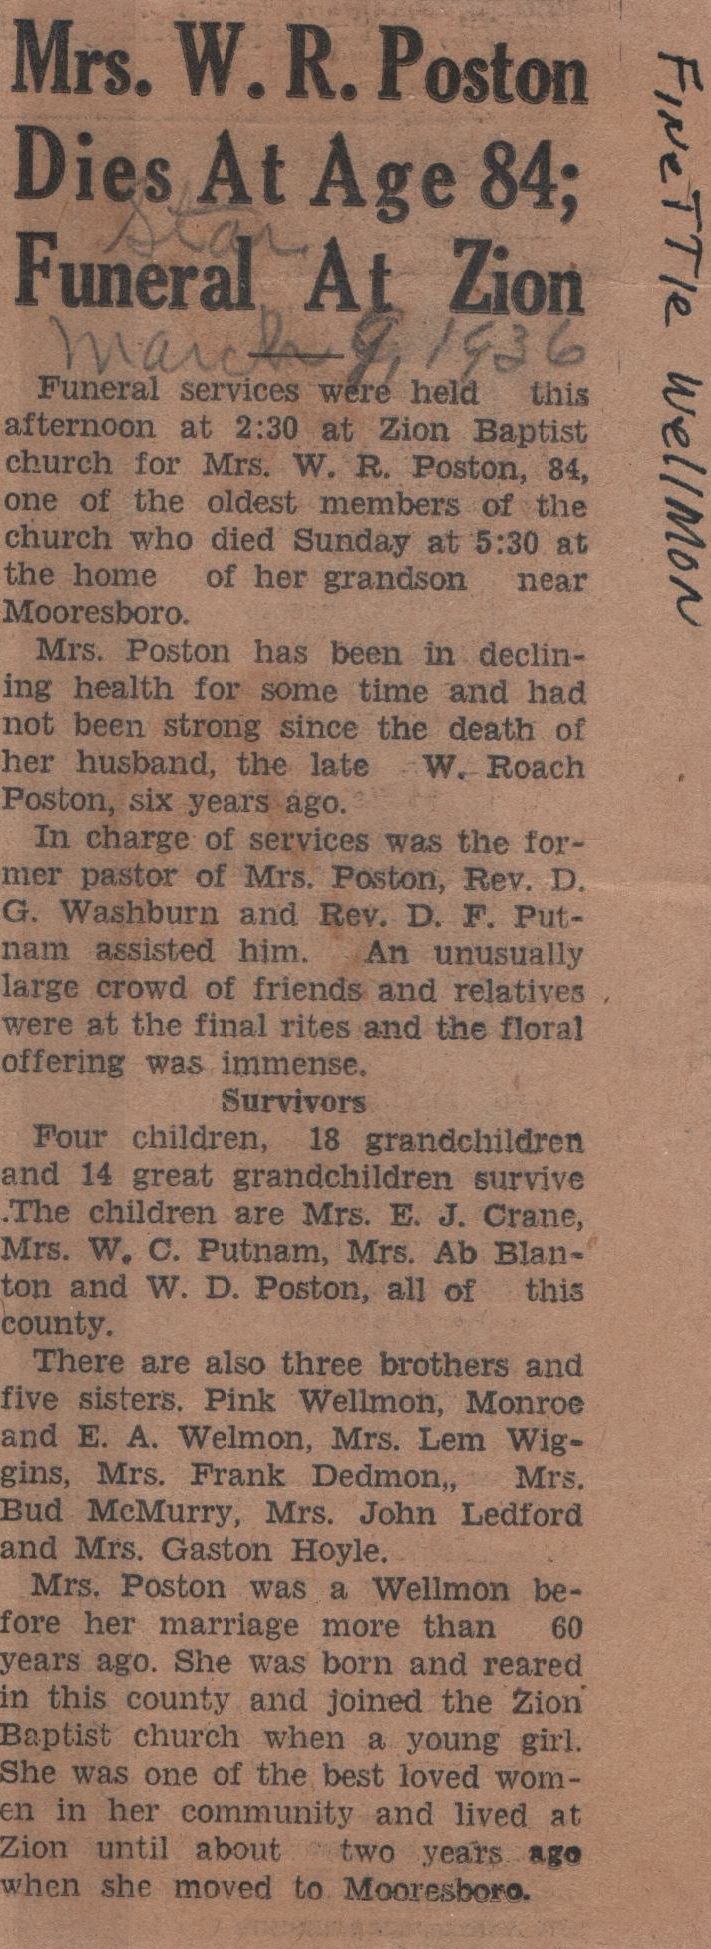 Mrs. W. R. Poston
Dies At Age 84;
Star
Funeral At Zion
March 9, 1936
Funeral services were held this
afternoon at 2:30 at Zion Baptist
church for Mrs. W. R. Poston, 84,
one of the oldest members of the
church who died Sunday at 5:30 at
the home of her grandson near
Mooresboro.
Mrs. Poston has been in declin-
ing health for some time and had
not been strong since the death of
her husband, the late W. Roach
Poston, six years ago.
In charge of services was the for-
mer pastor of Mrs. Poston, Rev. D.
G. Washburn and Rev. D. F. Put-
nam assisted him. An unusually
large crowd of friends and relatives
were at the final rites and the floral
offering was immense.
Survivors
Four children, 18 grandchildren
and 14 great grandchildren survive
.The children are Mrs. E. J. Crane,
Mrs. W. C. Putnam, Mrs. Ab Blan-
ton and W. D. Poston, all of this
county.
There are also three brothers and
five sisters. Pink Wellmon, Monroe
and E. A. Welmon, Mrs. Lem Wig-
gins, Mrs. Frank Dedmon,, Mrs.
Bud McMurry, Mrs. John Ledford
and Mrs. Gaston Hoyle.
Mrs. Poston was a Wellmon be-
fore her marriage more than 60
years ago. She was born and reared
in this county and joined the Zion
Baptist church when a young girl.
She was one of the best loved wom-
en in her community and lived at
Zion until about two years ago
when she moved to Mooresboro.
FineTTie WellMon